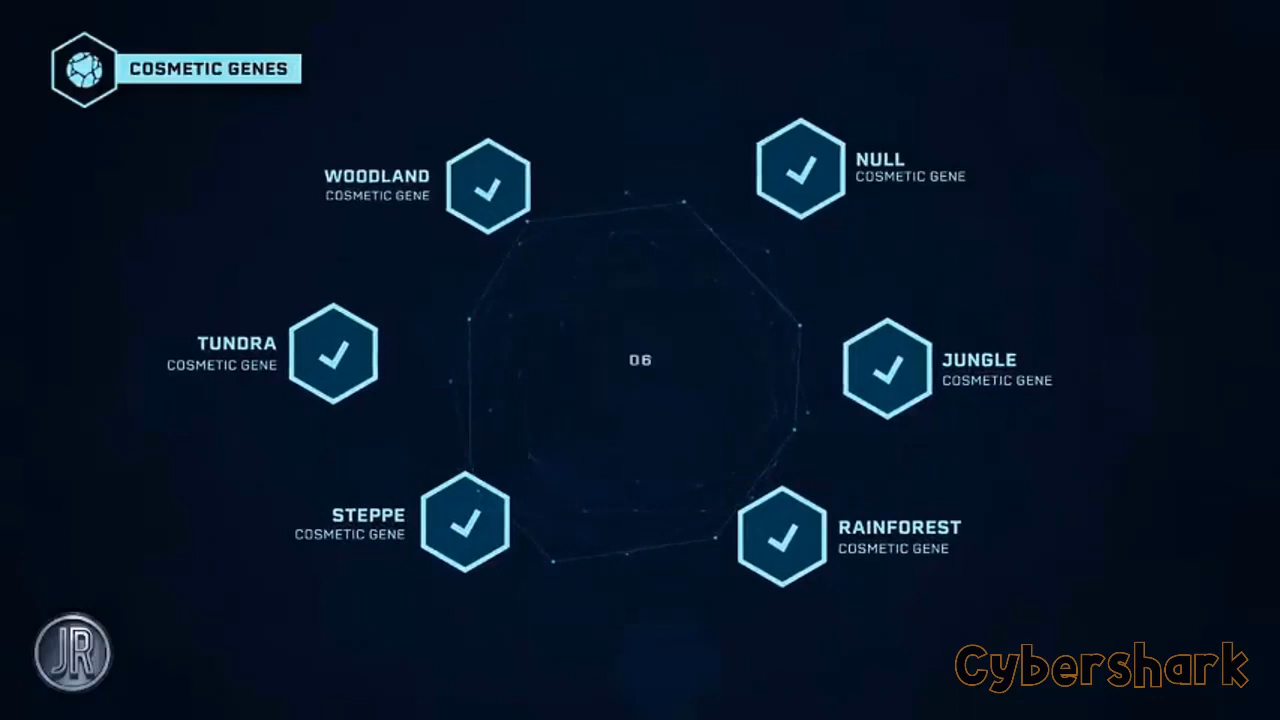 COSMETIC GENES
WOODLAND
COSMETIC GENE
NULL
COSMETIC GENE
TUNDRA
COSMETIC GENE
06
JUNGLE
COSMETIC GENE
STEPPE
COSMETIC GENE
RAINFOREST
COSMETIC GENE
JR
Cybershark